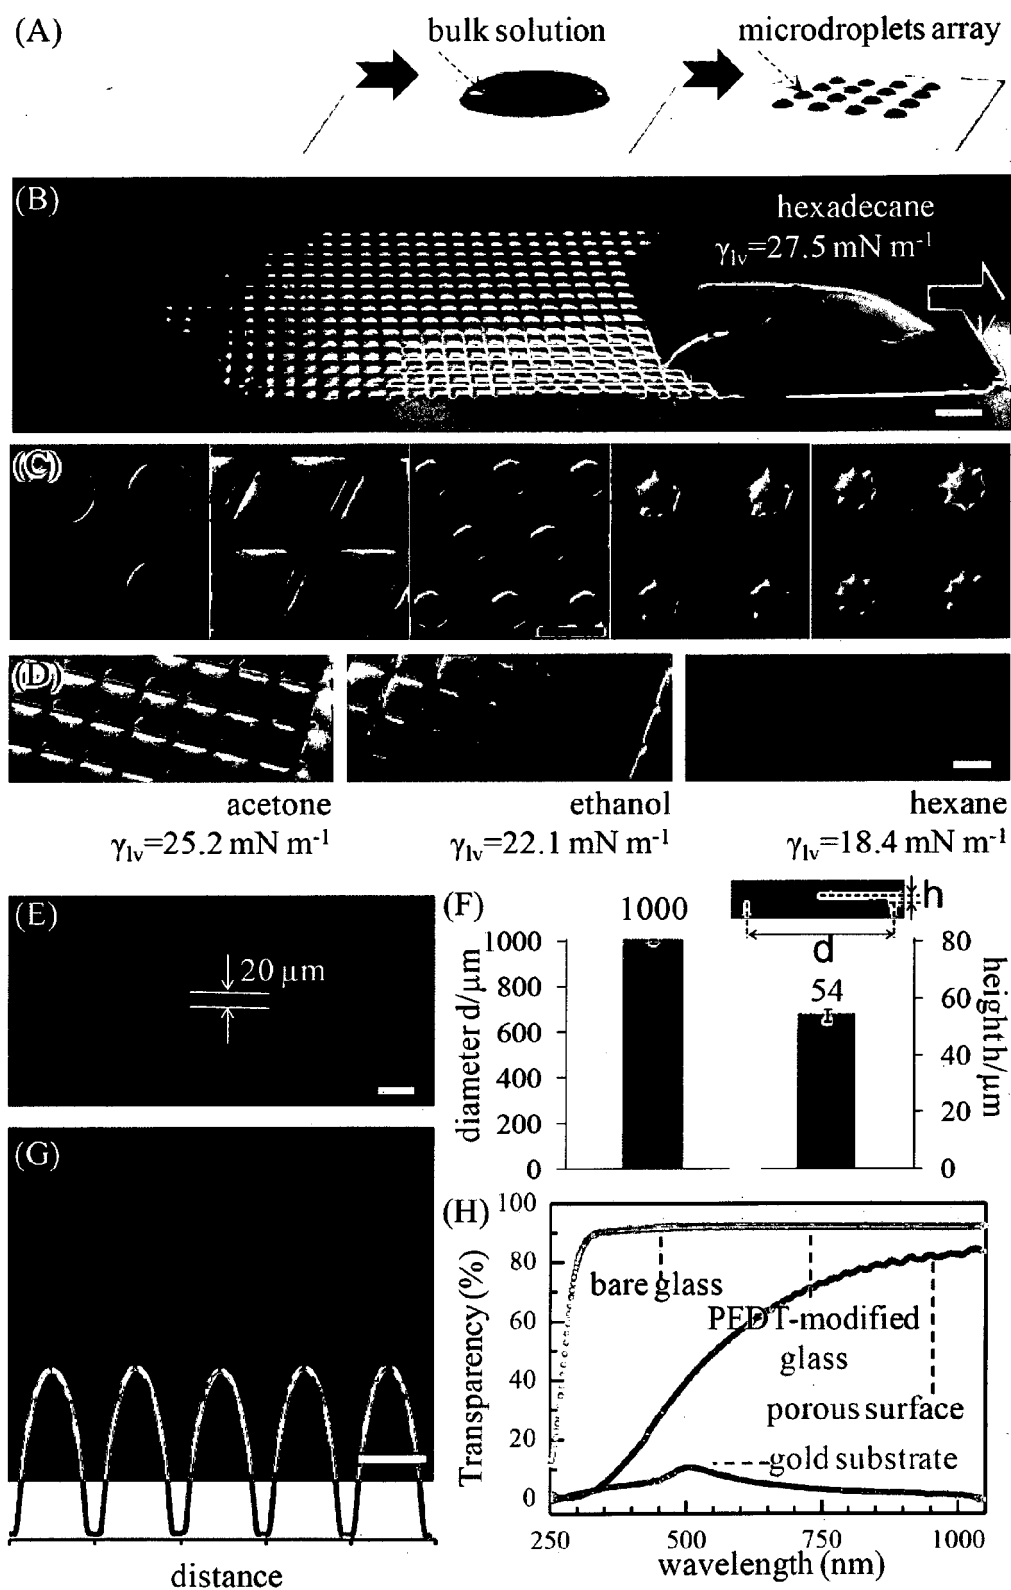 (A)
bulk solution
microdroplets array
(B)
hexadecane
γlv=27.5 mN m-1
(C)
(D)
acetone
γlv=25.2 mN m-1
ethanol
γlv=22.1 mN m-1
hexane
γlv=18.4 mN m-1
(E)
20 μm
(F)
1000
h
d
54
diameter d/μm
1000
800
600
400
200
0
height h/μm
80
60
40
20
0
(G)
distance
(H)
Transparency (%)
100
80
60
40
20
0
bare glass
PEDT-modified
glass
porous surface
gold substrate
250
500
750
1000
wavelength (nm)